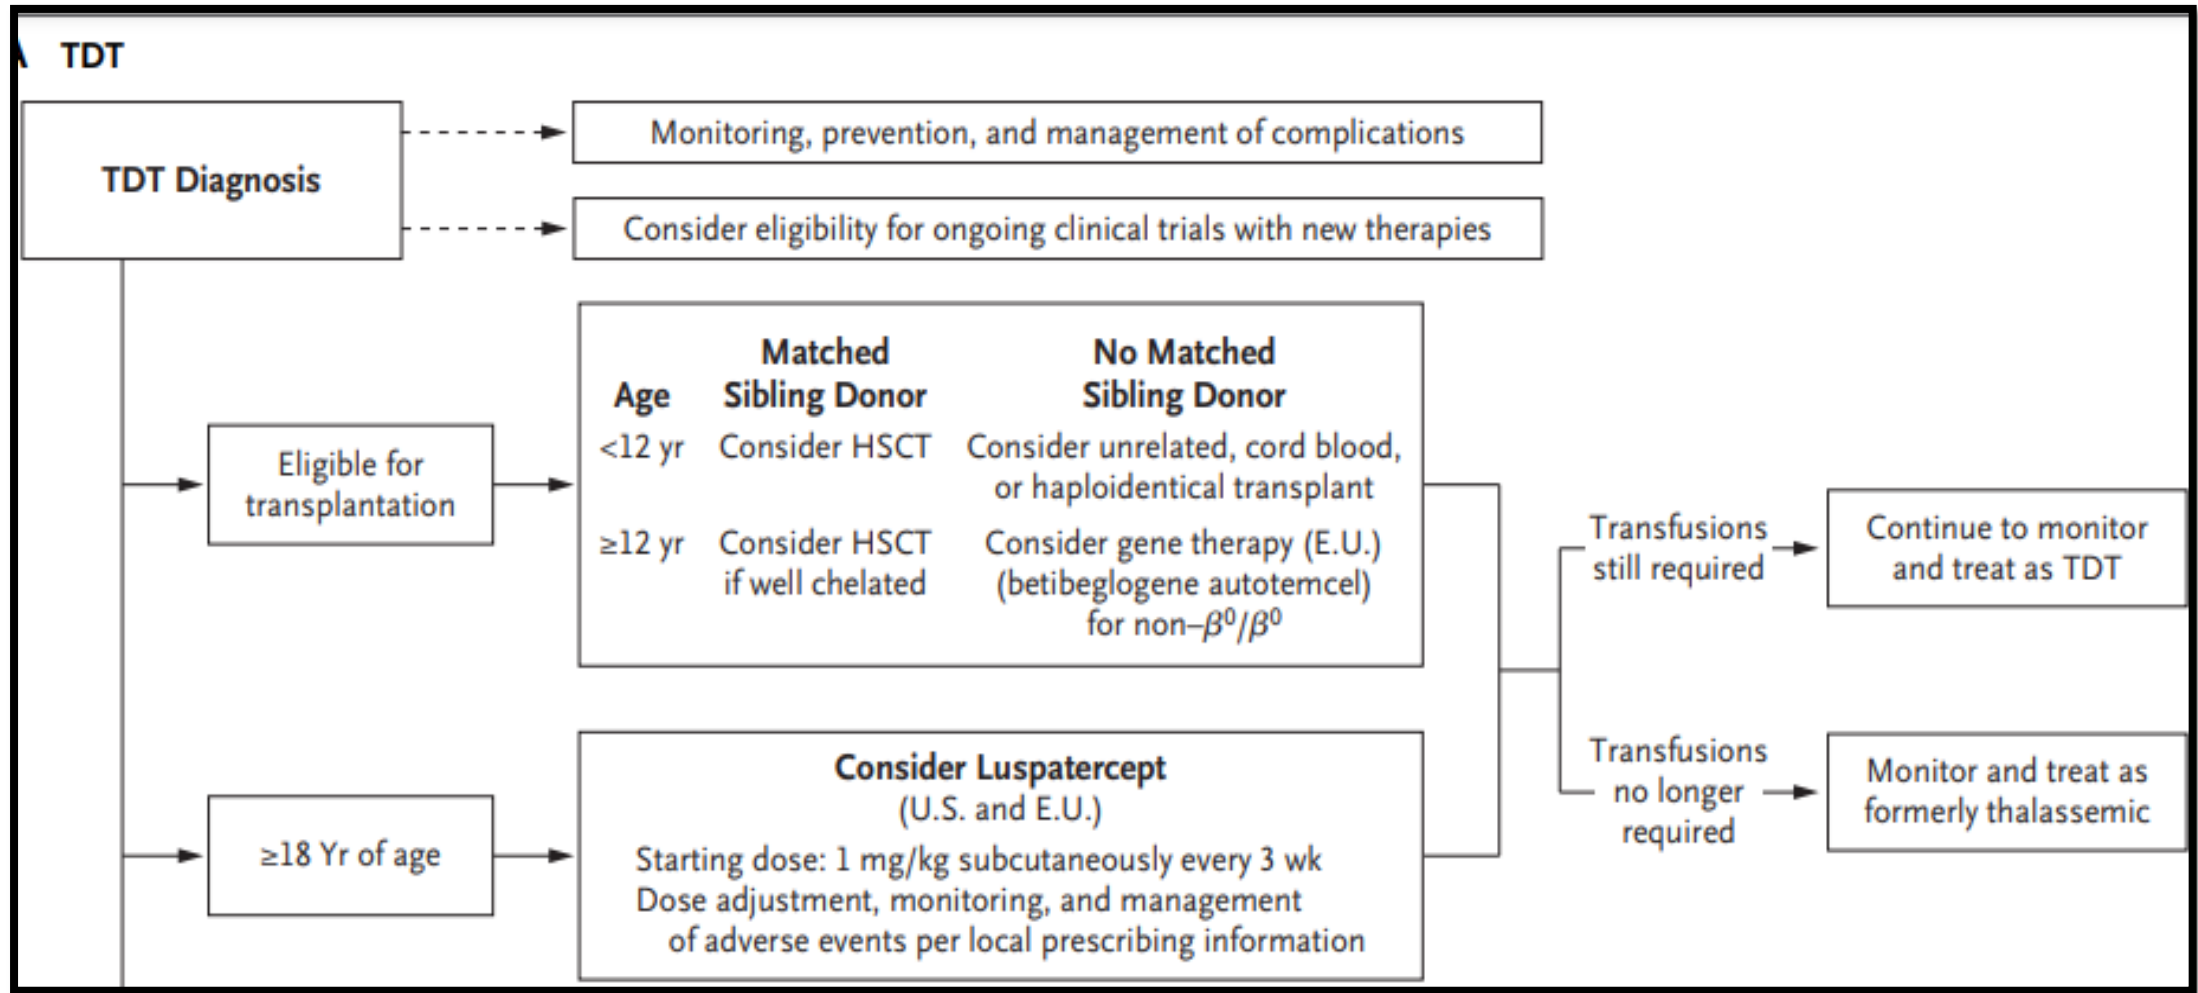 A TDT
TDT Diagnosis
Monitoring, prevention, and management of complications
Consider eligibility for ongoing clinical trials with new therapies
Eligible for
transplantation
Age
Matched
Sibling Donor
No Matched
Sibling Donor
<12 yr
Consider HSCT
Consider unrelated, cord blood,
or haploidentical transplant
≥12 yr
Consider HSCT
if well chelated
Consider gene therapy (E.U.)
(betibeglogene autotemcel)
for non–β⁰/β⁰
≥18 Yr of age
Consider Luspatercept
(U.S. and E.U.)
Starting dose: 1 mg/kg subcutaneously every 3 wk
Dose adjustment, monitoring, and management
of adverse events per local prescribing information
Transfusions
still required
Continue to monitor
and treat as TDT
Transfusions
no longer
required
Monitor and treat as
formerly thalassemic